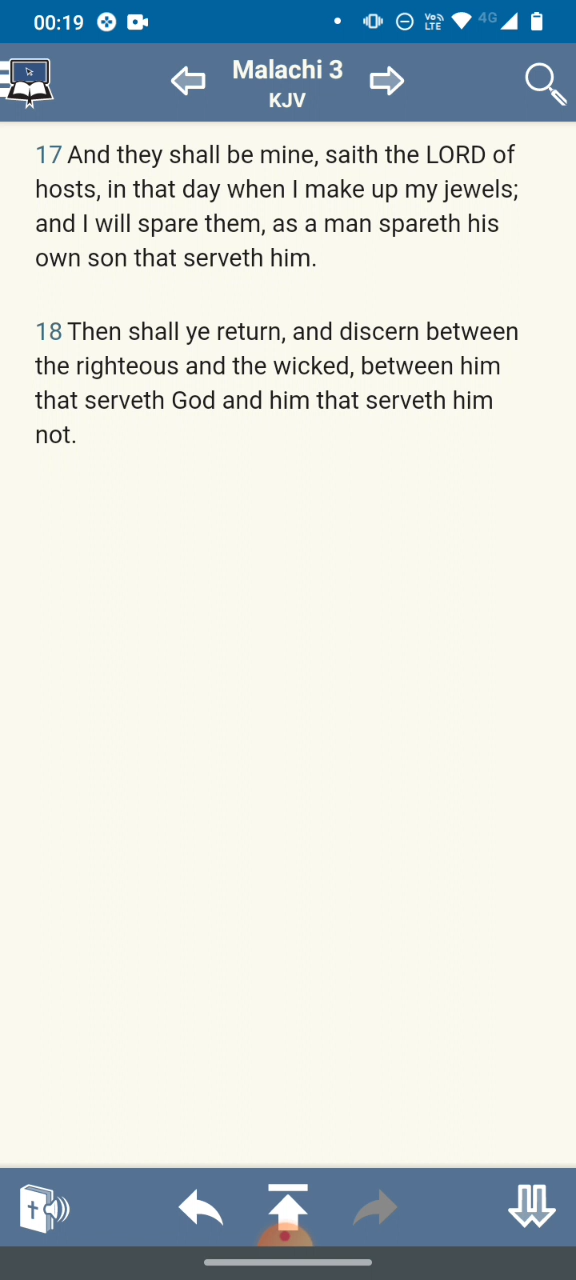 00:19
Vo LTE
4G
Malachi 3
KJV
17 And they shall be mine, saith the LORD of
hosts, in that day when I make up my jewels;
and I will spare them, as a man spareth his
own son that serveth him.
18 Then shall ye return, and discern between
the righteous and the wicked, between him
that serveth God and him that serveth him
not.